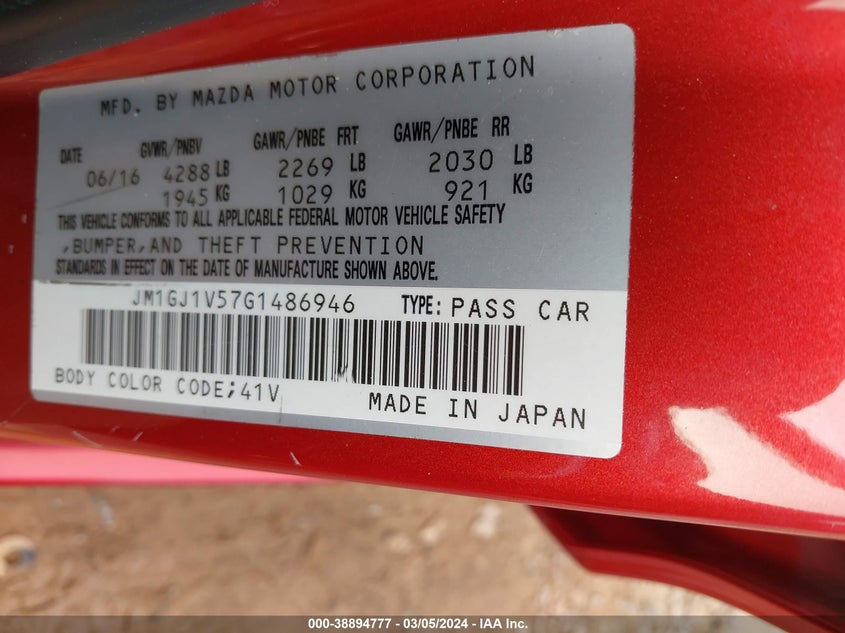 MFD. BY MAZDA MOTOR CORPORATION
DATE GVWR/PNBV GAWR/PNBE FRT GAWR/PNBE RR
06/16 4288 LB 2269 LB 2030 LB
1945 KG 1029 KG 921 KG
THIS VEHICLE CONFORMS TO ALL APPLICABLE FEDERAL MOTOR VEHICLE SAFETY
,BUMPER,AND THEFT PREVENTION
STANDARDS IN EFFECT ON THE DATE OF MANUFACTURE SHOWN ABOVE.
JM1GJ1V57G1486946 TYPE: PASS CAR
BODY COLOR CODE;41V
MADE IN JAPAN
000-38894777 - 03/05/2024 - IAA Inc.